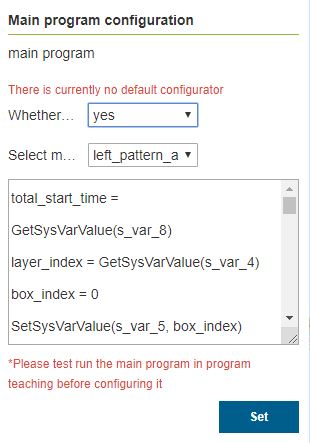 Main program configuration
main program
There is currently no default configurator
Whether… yes
Select m… left_pattern_a
total_start_time =
GetSysVarValue(s_var_8)
layer_index = GetSysVarValue(s_var_4)
box_index = 0
SetSysVarValue(s_var_5, box_index)
*Please test run the main program in program
teaching before configuring it
Set